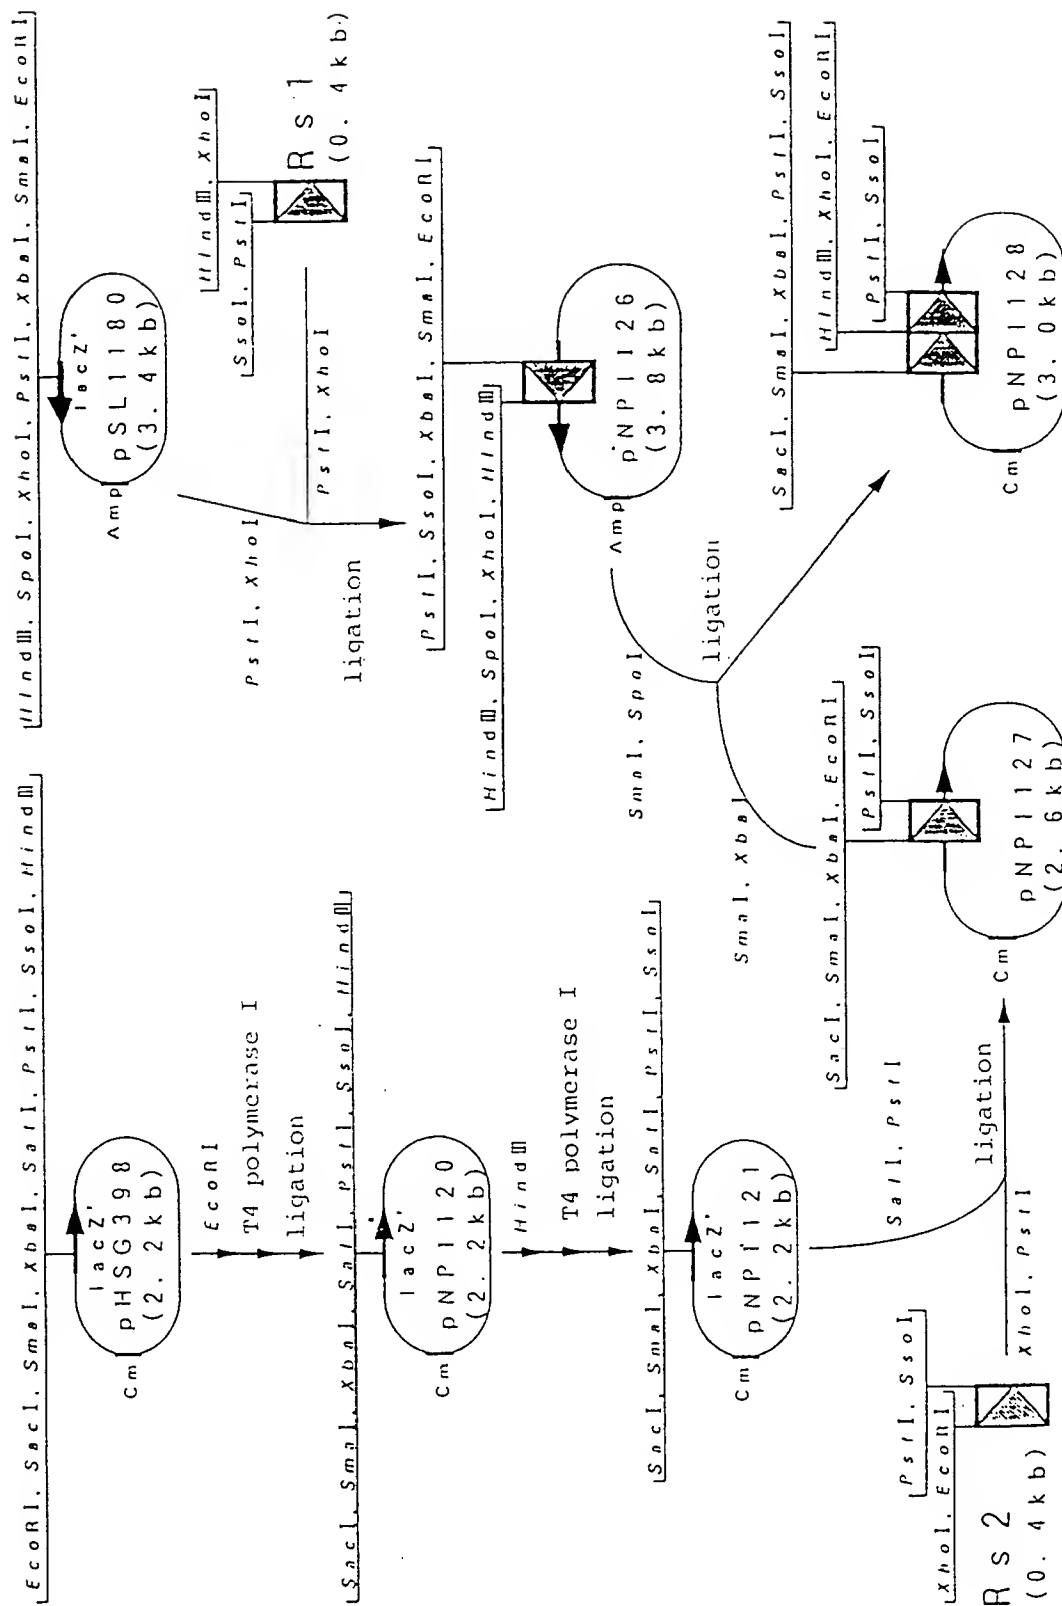 EcoRI, SacI, SmaI, XbaI, SalI, PstI, SsoI, HindⅢ
lacZ'
pHSG398
(2. 2kb)
Cm
EcoRI
T4 polymerase I
ligation
SacI, SmaI, XbaI, SalI, PstI, SsoI, HindⅢ
lacZ'
pNPI120
(2. 2kb)
Cm
HindⅢ
T4 polymerase I
ligation
SacI, SmaI, XbaI, SalI, PstI, SsoI
lacZ'
pNPI121
(2. 2kb)
Cm
SalI, PstI
PstI, SsoI
XhoI, EcoRI
Rs2
(0. 4kb)
XhoI, PstI
ligation
HindⅢ, SpoI, XhoI, PstI, XbaI, SmaI, EcoRI
lacZ'
pSL1180
(3. 4kb)
Amp
HindⅢ, XhoI
SsoI, PstI
Rs1
(0. 4kb)
PstI, XhoI
PstI, XhoI
ligation
PstI, SsoI, XbaI, SmaI, EcoRI
HindⅢ, SpoI, XhoI, HindⅢ
pNPI126
(3. 8kb)
Amp
SmaI, SpoI
ligation
SmaI, XbaI
SacI, SmaI, XbaI, EcoRI
PstI, SsoI
pNPI127
(2. 6kb)
Cm
SacI, SmaI, XbaI, PstI, SsoI
HindⅢ, XhoI, EcoRI
PstI, SsoI
pNPI128
(3. 0kb)
Cm